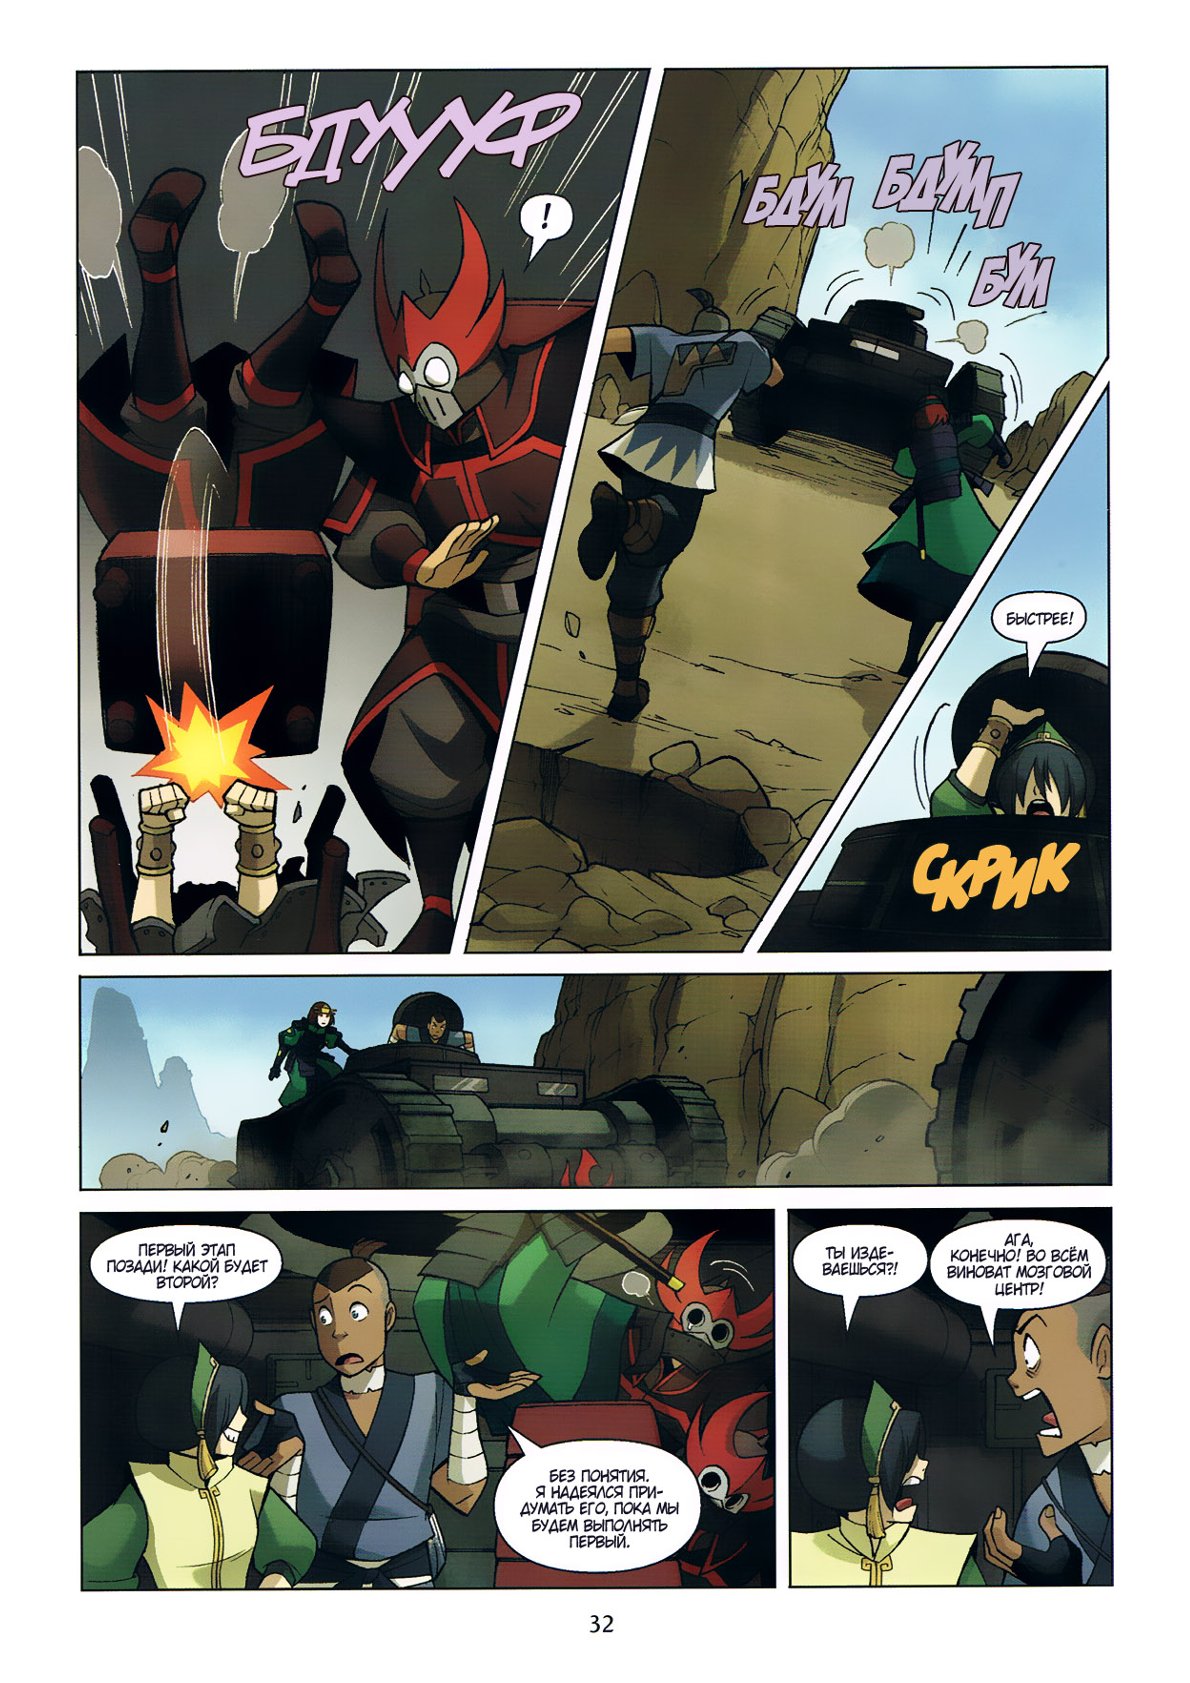 БДУУУФ
!
БДУМ
БДУМП
БУМ
БЫСТРЕЕ!
СКРИК
ПЕРВЫЙ ЭТАП
ПОЗАДИ! КАКОЙ БУДЕТ
ВТОРОЙ?
БЕЗ ПОНЯТИЯ.
Я НАДЕЯЛСЯ ПРИ-
ДУМАТЬ ЕГО, ПОКА МЫ
БУДЕМ ВЫПОЛНЯТЬ
ПЕРВЫЙ.
ТЫ ИЗДЕ-
ВАЕШЬСЯ?!
АГА,
КОНЕЧНО! ВО ВСЁМ
ВИНОВАТ МОЗГОВОЙ
ЦЕНТР!
32